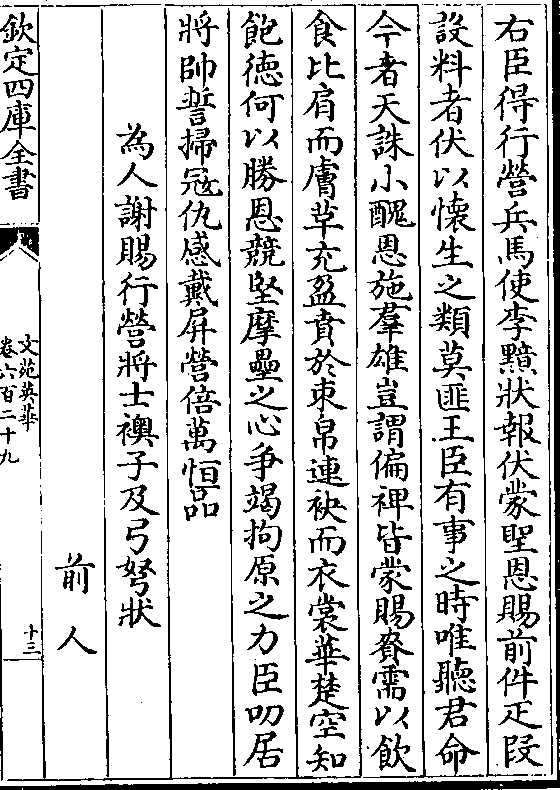 右臣得行營兵馬使李黯狀報伏蒙聖恩賜前件疋段
設料者伏以懷生之類莫匪王臣有事之時唯聽君命
今者天誅小醜恩施羣雄豈謂偏裨皆蒙賜賚需以飲
食比肩而膚革充盈賁於束帛連袂而衣裳華楚空知
飽徳何以勝恩競堅摩壘之心爭竭拘原之力臣叨居
將帥誓掃冦仇感戴屏營倍萬恒品
為人謝賜行營將士襖子及弓弩狀
前人
欽定四庫全書
文苑英華
卷六百二十九
十三